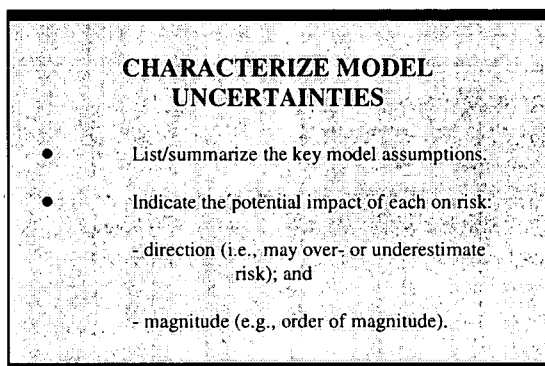 CHARACTERIZE MODEL
UNCERTAINTIES
● List/summarize the key model assumptions.
● Indicate the potential impact of each on risk:
- direction (i.e., may over- or underestimate
risk); and
- magnitude (e.g., order of magnitude).